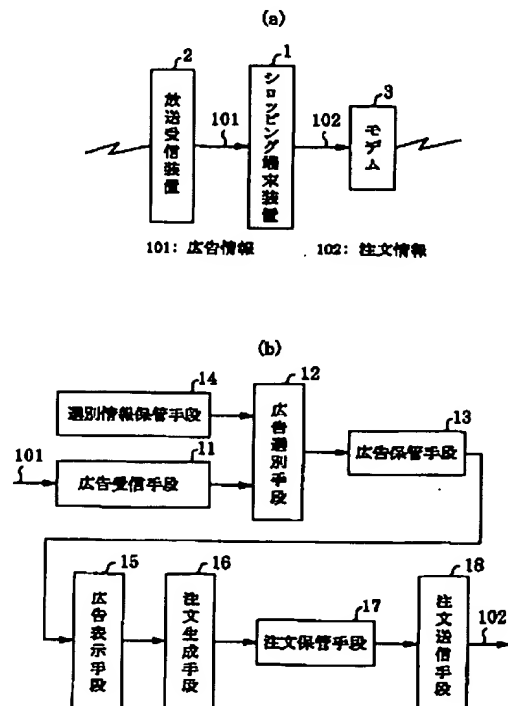 (a)
2
放送受信装置
101
1
ショッピング端末装置
102
3
モデム
101: 広告情報
102: 注文情報
(b)
14
選別情報保管手段
12
広告選別手段
13
広告保管手段
101
11
広告受信手段
15
広告表示手段
16
注文生成手段
17
注文保管手段
18
注文送信手段
102